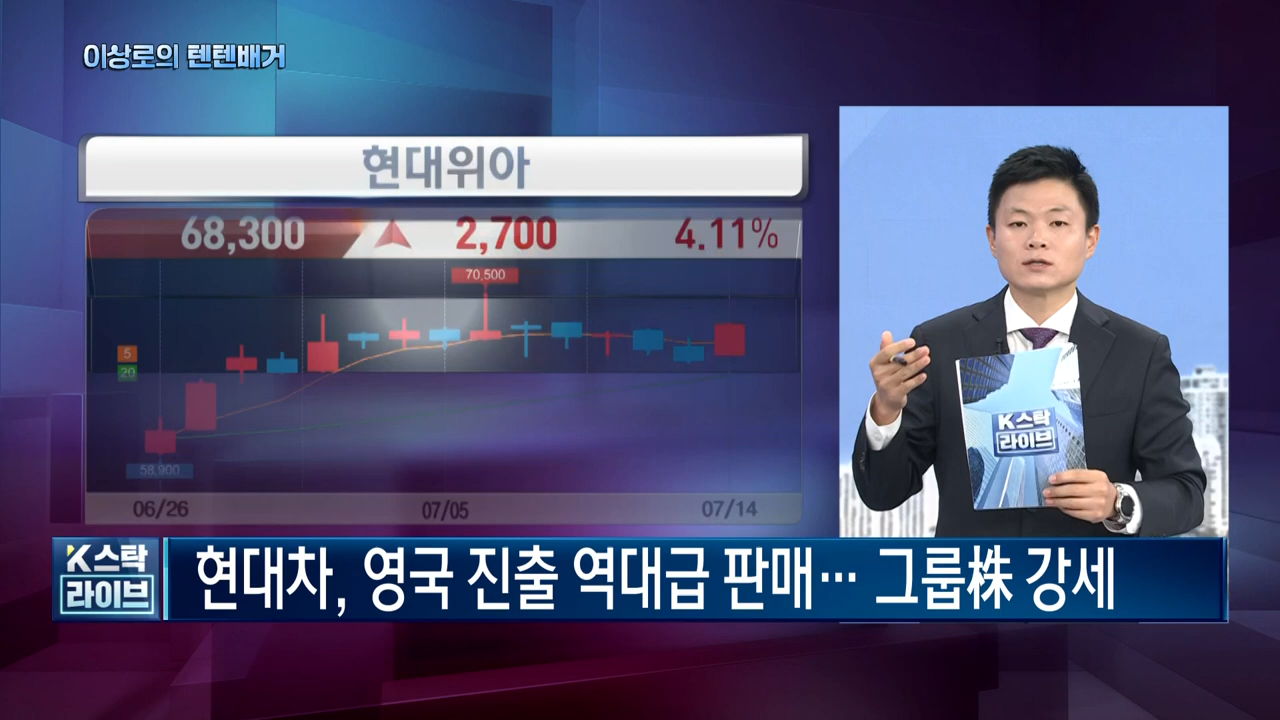 이상로의 텐텐배거
현대위아
68,300 ▲ 2,700 4.11%
70,500
5
20
58,900
06/26 07/05 07/14
K스탁
라이브
K스탁
라이브
현대차, 영국 진출 역대급 판매… 그룹株 강세